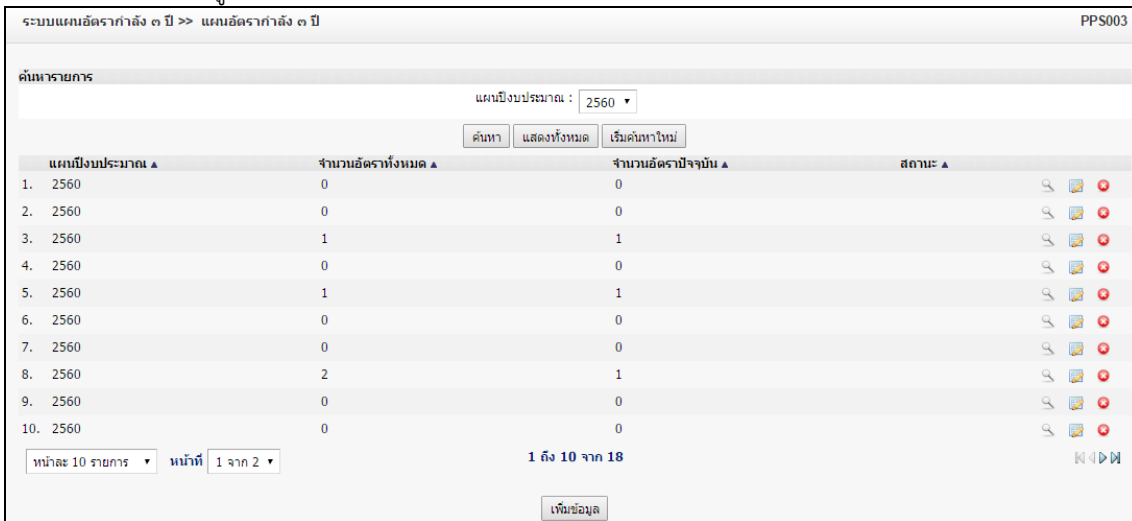 ระบบแผนอัตรากำลัง ๓ ปี >> แผนอัตรากำลัง ๓ ปี PPS003
ค้นหารายการ
แผนปีงบประมาณ : 2560
ค้นหา แสดงทั้งหมด เริ่มค้นหาใหม่
แผนปีงบประมาณ จำนวนอัตราทั้งหมด จำนวนอัตราปัจจุบัน สถานะ
1. 2560 0 0
2. 2560 0 0
3. 2560 1 1
4. 2560 0 0
5. 2560 1 1
6. 2560 0 0
7. 2560 0 0
8. 2560 2 1
9. 2560 0 0
10. 2560 0 0
หน้าละ 10 รายการ หน้าที่ 1 จาก 2 1 ถึง 10 จาก 18
เพิ่มข้อมูล